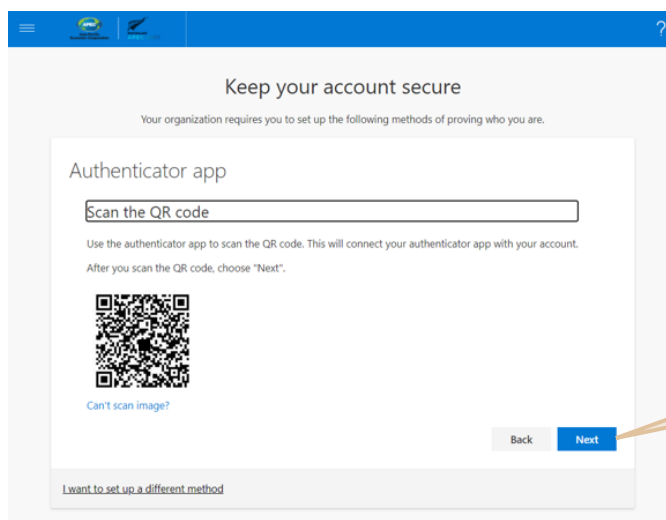 ?
APEC
Keep your account secure
Your organization requires you to set up the following methods of proving who you are.
Authenticator app
Scan the QR code
Use the authenticator app to scan the QR code. This will connect your authenticator app with your account.
After you scan the QR code, choose "Next".
Can't scan image?
Back
Next
I want to set up a different method